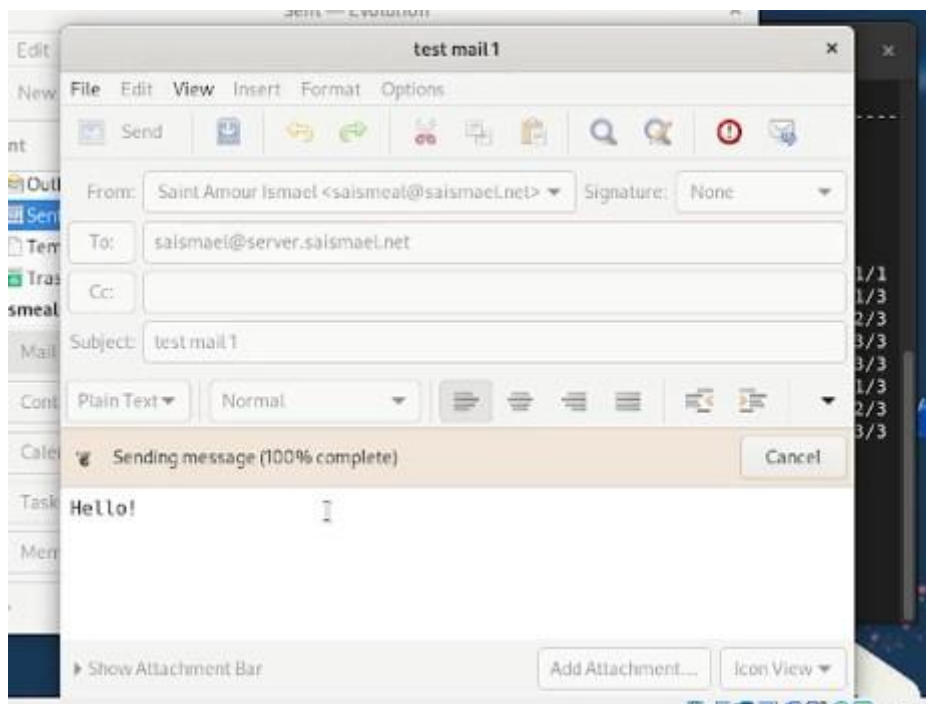 Sent — Evolution
test mail 1
Edit
File Edit View Insert Format Options
New
Send
nt
Outl
From: Saint Amour Ismael <saismeal@saismael.net> Signature: None
Sent
To: saismael@server.saismael.net
Tem
Tras
Cc:
1/1
smeal
1/3
2/3
Subject: test mail 1
3/3
Mail
3/3
Cont
Plain Text Normal
1/3
2/3
3/3
Cale
Sending message (100% complete) Cancel
Task
Hello!
Mem
Show Attachment Bar Add Attachment... Icon View